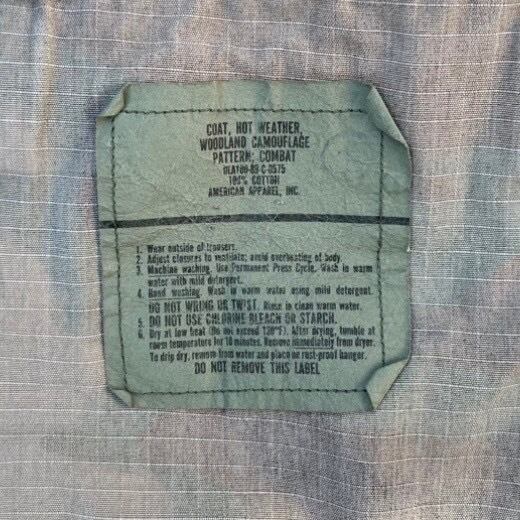 COAT, HOT WEATHER,
WOODLAND CAMOUFLAGE
PATTERN; COMBAT
DLA100-89-C-0575
100% COTTON
AMERICAN APPAREL, INC.
1. Wear outside of trousers.
2. Adjust closures to ventilate; avoid overheating of body.
3. Machine washing. Use Permanent Press Cycle. Wash in warm
water with mild detergent.
4. Hand washing. Wash in warm water using mild detergent.
DO NOT WRING OR TWIST. Rinse in clean warm water.
5. DO NOT USE CHLORINE BLEACH OR STARCH.
6. Dry at low heat (Do not exceed 130°F). After drying, tumble at
room temperature for 10 minutes. Remove immediately from dryer.
To drip dry, remove from water and place on rust-proof hanger.
DO NOT REMOVE THIS LABEL